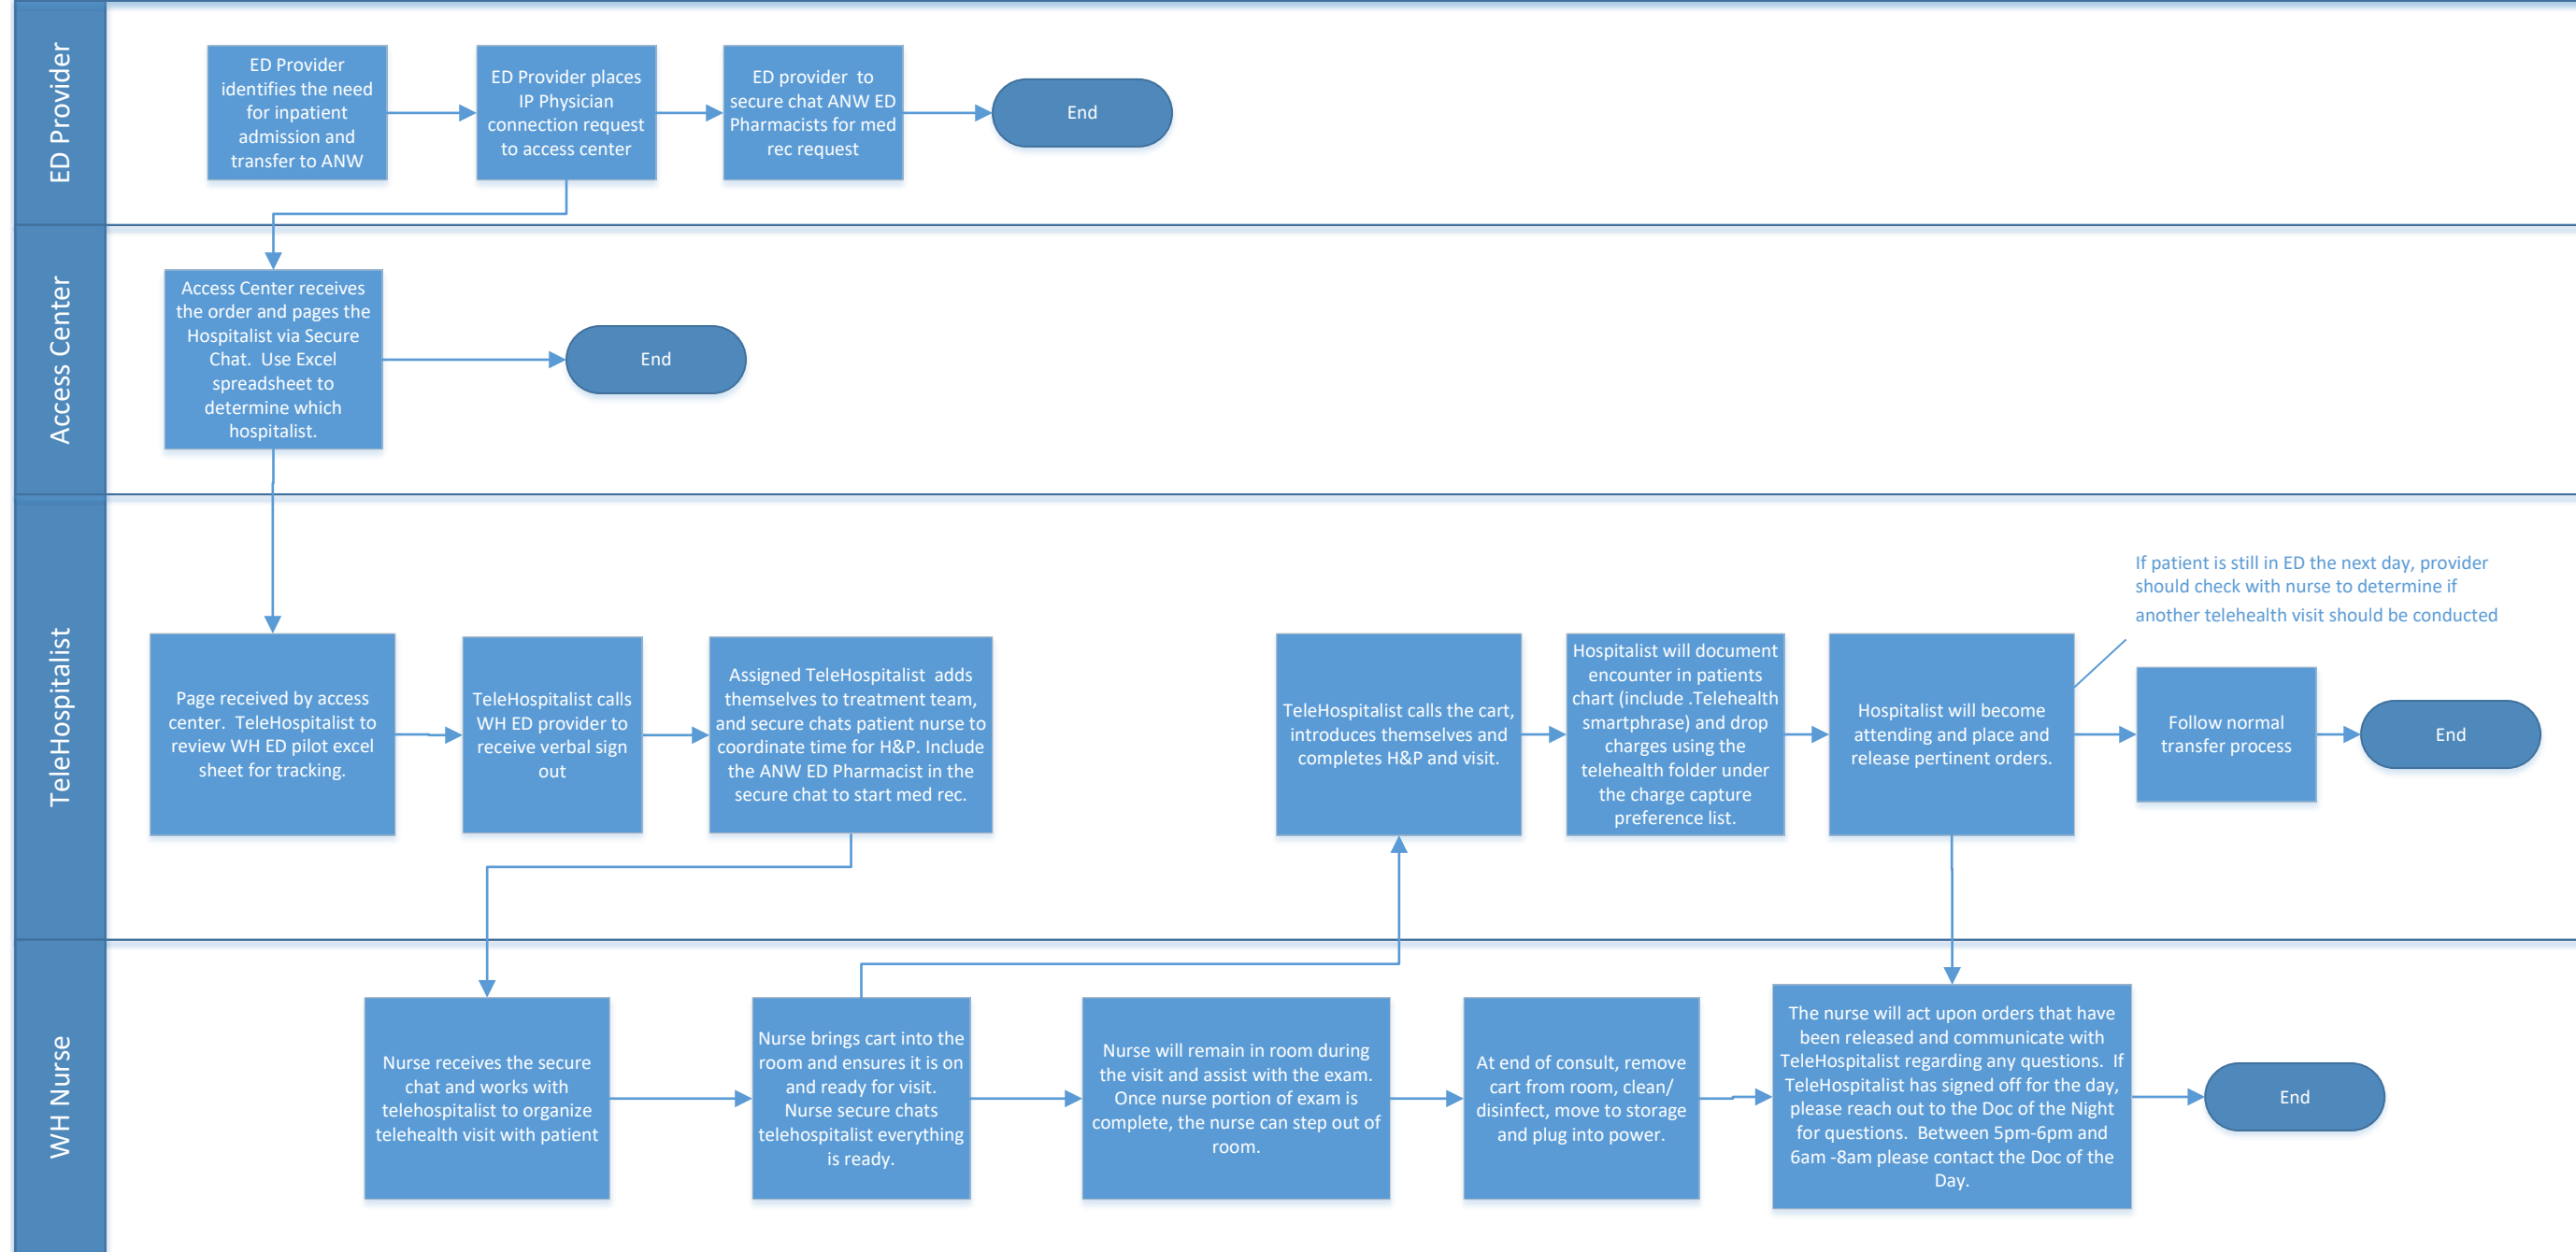 ED Provider
ED Provider
identifies the need
for inpatient
admission and
transfer to ANW
ED Provider places
IP Physician
connection request
to access center
ED provider to
secure chat ANW ED
Pharmacists for med
rec request
End
Access Center
Access Center receives
the order and pages the
Hospitalist via Secure
Chat. Use Excel
spreadsheet to
determine which
hospitalist.
End
TeleHospitalist
Page received by access
center. TeleHospitalist to
review WH ED pilot excel
sheet for tracking.
TeleHospitalist calls
WH ED provider to
receive verbal sign
out
Assigned TeleHospitalist adds
themselves to treatment team,
and secure chats patient nurse to
coordinate time for H&P. Include
the ANW ED Pharmacist in the
secure chat to start med rec.
TeleHospitalist calls the cart,
introduces themselves and
completes H&P and visit.
Hospitalist will document
encounter in patients
chart (include .Telehealth
smartphrase) and drop
charges using the
telehealth folder under
the charge capture
preference list.
Hospitalist will become
attending and place and
release pertinent orders.
If patient is still in ED the next day, provider
should check with nurse to determine if
another telehealth visit should be conducted
Follow normal
transfer process
End
WH Nurse
Nurse receives the secure
chat and works with
telehospitalist to organize
telehealth visit with patient
Nurse brings cart into the
room and ensures it is on
and ready for visit.
Nurse secure chats
telehospitalist everything
is ready.
Nurse will remain in room during
the visit and assist with the exam.
Once nurse portion of exam is
complete, the nurse can step out of
room.
At end of consult, remove
cart from room, clean/
disinfect, move to storage
and plug into power.
The nurse will act upon orders that have
been released and communicate with
TeleHospitalist regarding any questions. If
TeleHospitalist has signed off for the day,
please reach out to the Doc of the Night
for questions. Between 5pm-6pm and
6am -8am please contact the Doc of the
Day.
End